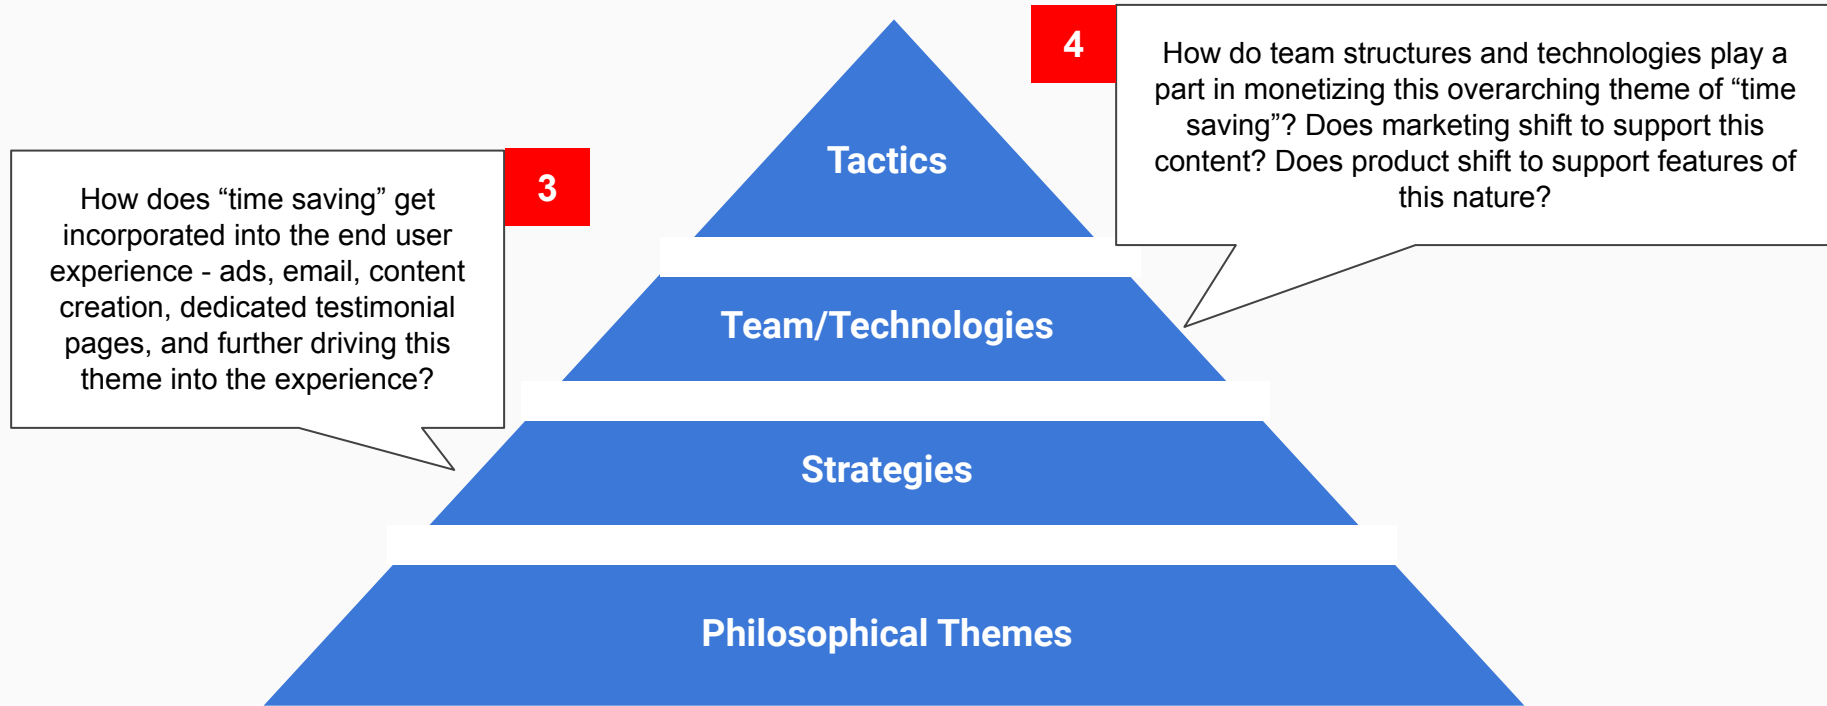 4
How do team structures and technologies play a
part in monetizing this overarching theme of “time
saving”? Does marketing shift to support this
content? Does product shift to support features of
this nature?
3
How does “time saving” get
incorporated into the end user
experience - ads, email, content
creation, dedicated testimonial
pages, and further driving this
theme into the experience?
Tactics
Team/Technologies
Strategies
Philosophical Themes